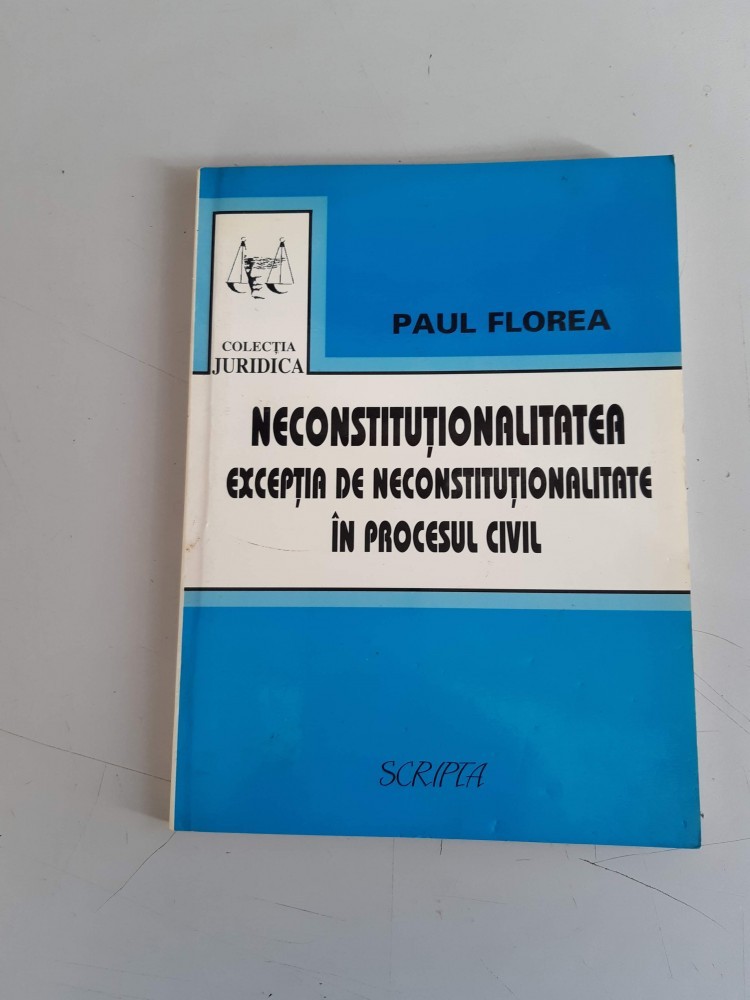 PAUL FLOREA
COLECȚIA
JURIDICA
NECONSTITUȚIONALITATEA
EXCEPȚIA DE NECONSTITUȚIONALITATE
ÎN PROCESUL CIVIL
SCRIPTA